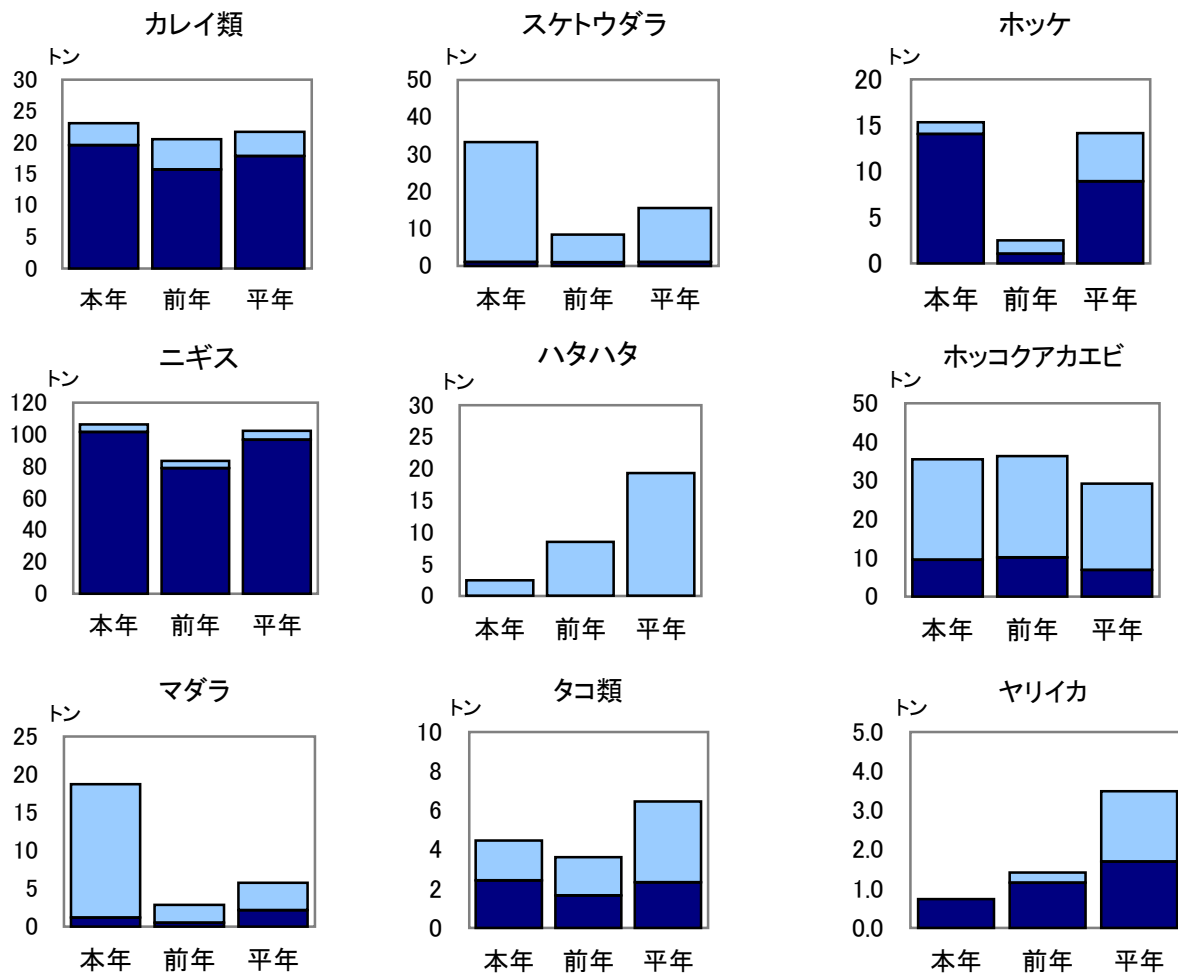 カレイ類
トン
30
25
20
15
10
5
0
本年 前年 平年
スケトウダラ
トン
50
40
30
20
10
0
本年 前年 平年
ホッケ
トン
20
15
10
5
0
本年 前年 平年
ニギス
トン
120
100
80
60
40
20
0
本年 前年 平年
ハタハタ
トン
30
25
20
15
10
5
0
本年 前年 平年
ホッコクアカエビ
トン
50
40
30
20
10
0
本年 前年 平年
マダラ
トン
25
20
15
10
5
0
本年 前年 平年
タコ類
トン
10
8
6
4
2
0
本年 前年 平年
ヤリイカ
トン
5.0
4.0
3.0
2.0
1.0
0.0
本年 前年 平年